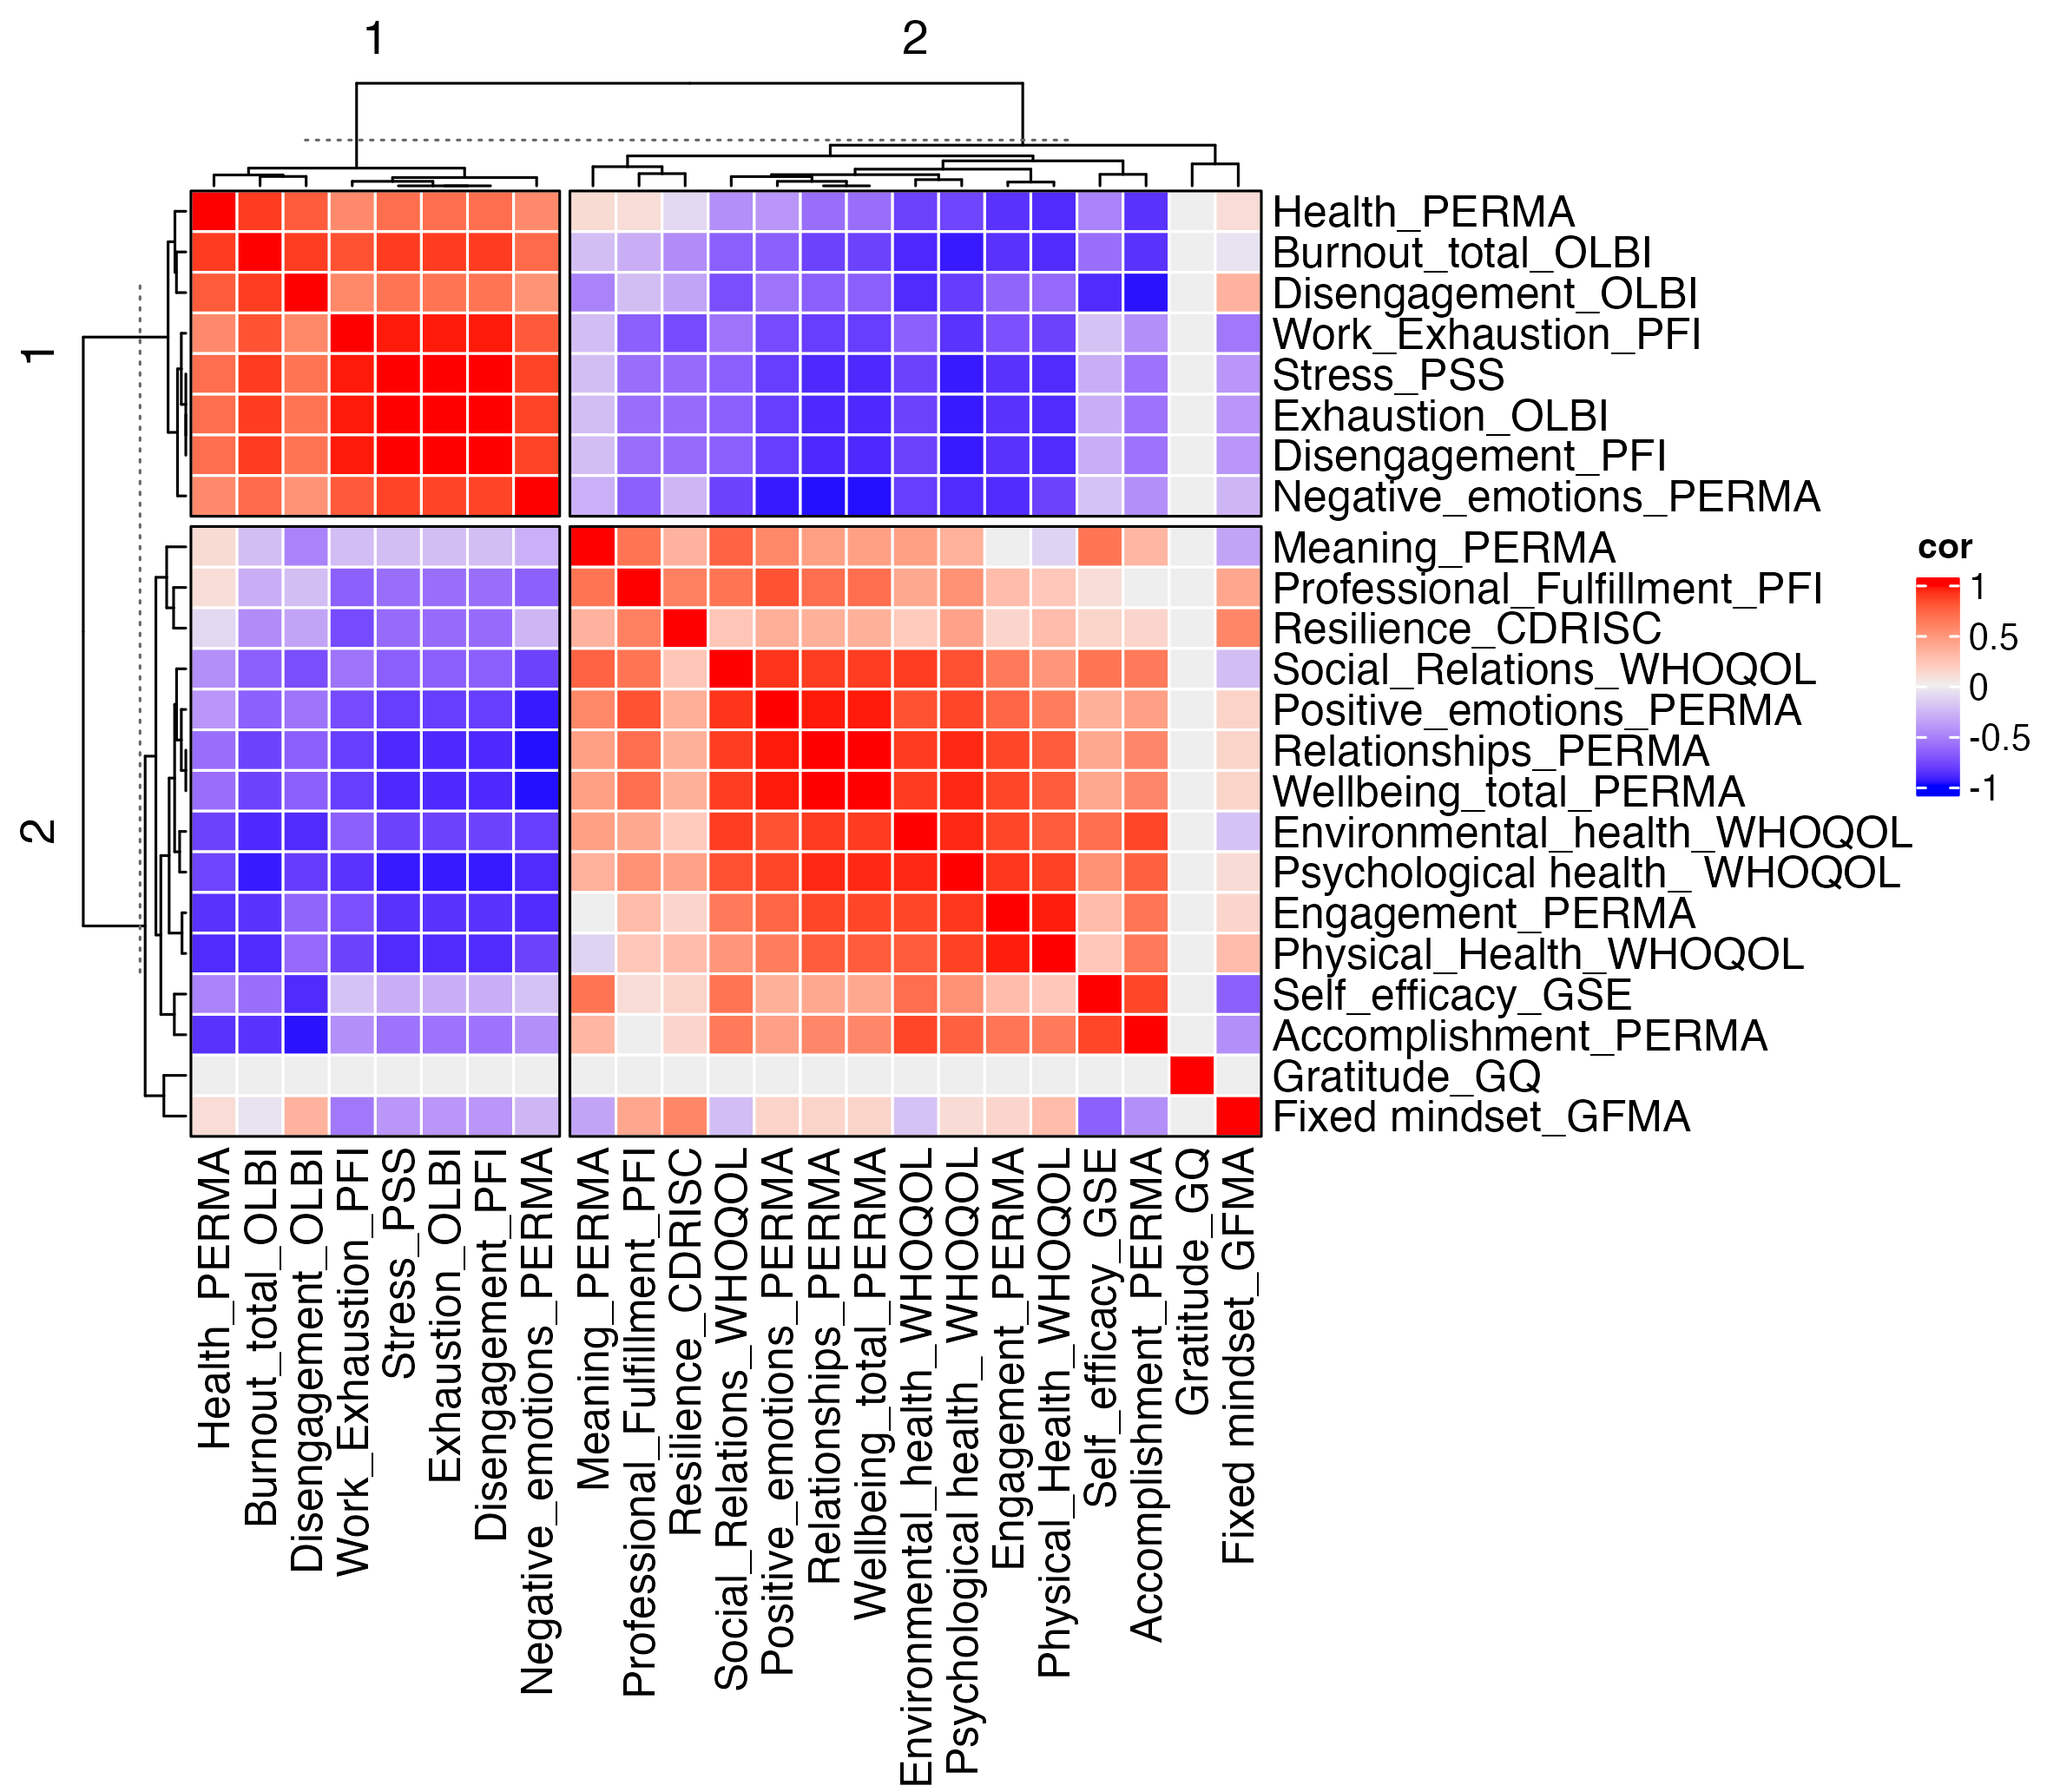 1
2
1
2
Health_PERMA
Burnout_total_OLBI
Disengagement_OLBI
Work_Exhaustion_PFI
Stress_PSS
Exhaustion_OLBI
Disengagement_PFI
Negative_emotions_PERMA
Meaning_PERMA
Professional_Fulfillment_PFI
Resilience_CDRISC
Social_Relations_WHOQOL
Positive_emotions_PERMA
Relationships_PERMA
Wellbeing_total_PERMA
Environmental_health_WHOQOL
Psychological health_ WHOQOL
Engagement_PERMA
Physical_Health_WHOQOL
Self_efficacy_GSE
Accomplishment_PERMA
Gratitude_GQ
Fixed mindset_GFMA
cor
1
0.5
0
-0.5
-1
Health_PERMA
Burnout_total_OLBI
Disengagement_OLBI
Work_Exhaustion_PFI
Stress_PSS
Exhaustion_OLBI
Disengagement_PFI
Negative_emotions_PERMA
Meaning_PERMA
Professional_Fulfillment_PFI
Resilience_CDRISC
Social_Relations_WHOQOL
Positive_emotions_PERMA
Relationships_PERMA
Wellbeing_total_PERMA
Environmental_health_WHOQOL
Psychological health_ WHOQOL
Engagement_PERMA
Physical_Health_WHOQOL
Self_efficacy_GSE
Accomplishment_PERMA
Gratitude_GQ
Fixed mindset_GFMA